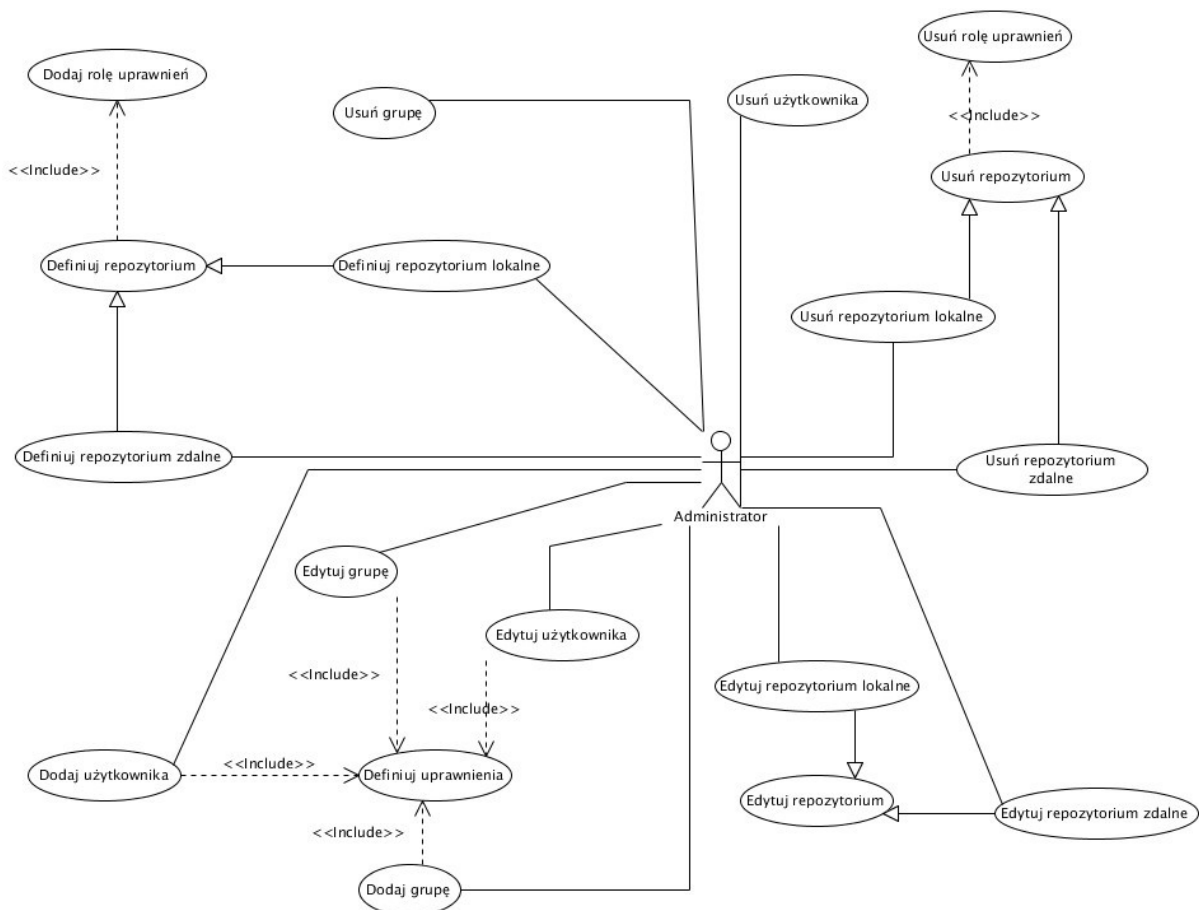 Usuń rolę uprawnień
Dodaj rolę uprawnień
Usuń grupę
Usuń użytkownika
<<Include>>
<<Include>>
Usuń repozytorium
Definiuj repozytorium
Definiuj repozytorium lokalne
Usuń repozytorium lokalne
Definiuj repozytorium zdalne
Usuń repozytorium
zdalne
Administrator
Edytuj grupę
Edytuj użytkownika
<<Include>>
<<Include>>
Edytuj repozytorium lokalne
Dodaj użytkownika
<<Include>>
Definiuj uprawnienia
Edytuj repozytorium
Edytuj repozytorium zdalne
<<Include>>
Dodaj grupę